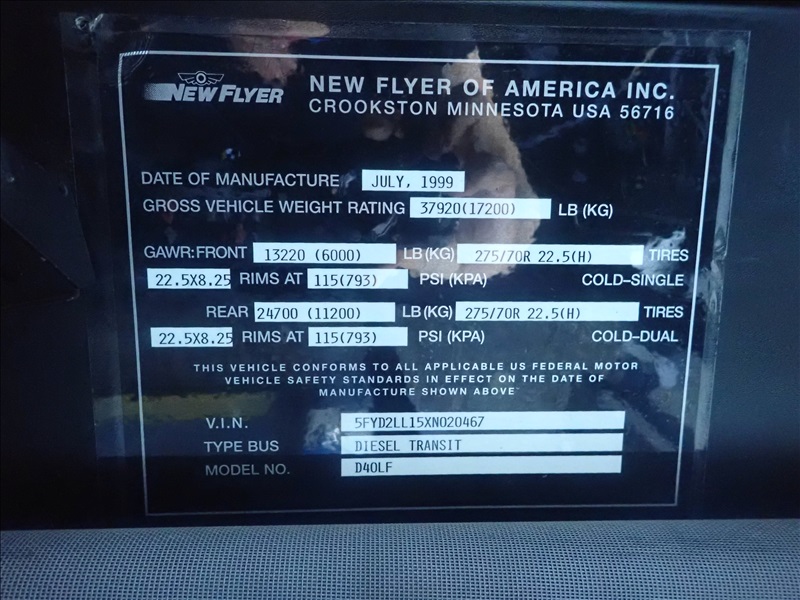 NEW FLYER
NEW FLYER OF AMERICA INC.
CROOKSTON MINNESOTA USA 56716
DATE OF MANUFACTURE JULY, 1999
GROSS VEHICLE WEIGHT RATING 37920(17200) LB (KG)
GAWR: FRONT 13220 (6000) LB (KG) 275/70R 22.5(H) TIRES
22.5X8.25 RIMS AT 115(793) PSI (KPA) COLD-SINGLE
REAR 24700 (11200) LB (KG) 275/70R 22.5(H) TIRES
22.5X8.25 RIMS AT 115(793) PSI (KPA) COLD-DUAL
THIS VEHICLE CONFORMS TO ALL APPLICABLE US FEDERAL MOTOR
VEHICLE SAFETY STANDARDS IN EFFECT ON THE DATE OF
MANUFACTURE SHOWN ABOVE
V.I.N. 5FYD2LL15XN020467
TYPE BUS DIESEL TRANSIT
MODEL NO. D40LF